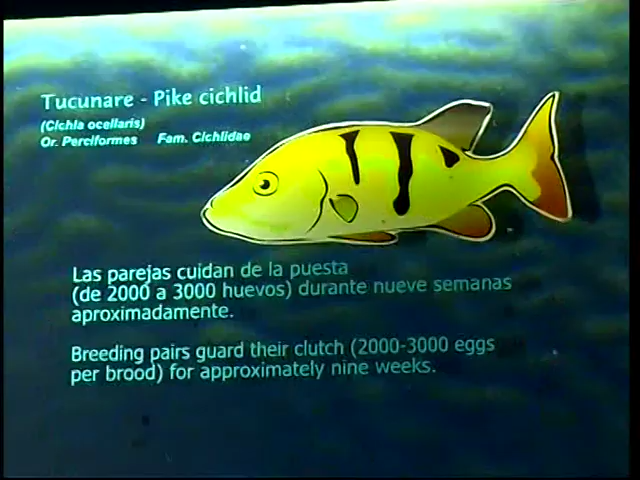 Tucunare - Pike cichlid
(Cichla ocellaris)
Or. Perciformes Fam. Cichlidae
Las parejas cuidan de la puesta
(de 2000 a 3000 huevos) durante nueve semanas
aproximadamente.
Breeding pairs guard their clutch (2000-3000 eggs
per brood) for approximately nine weeks.